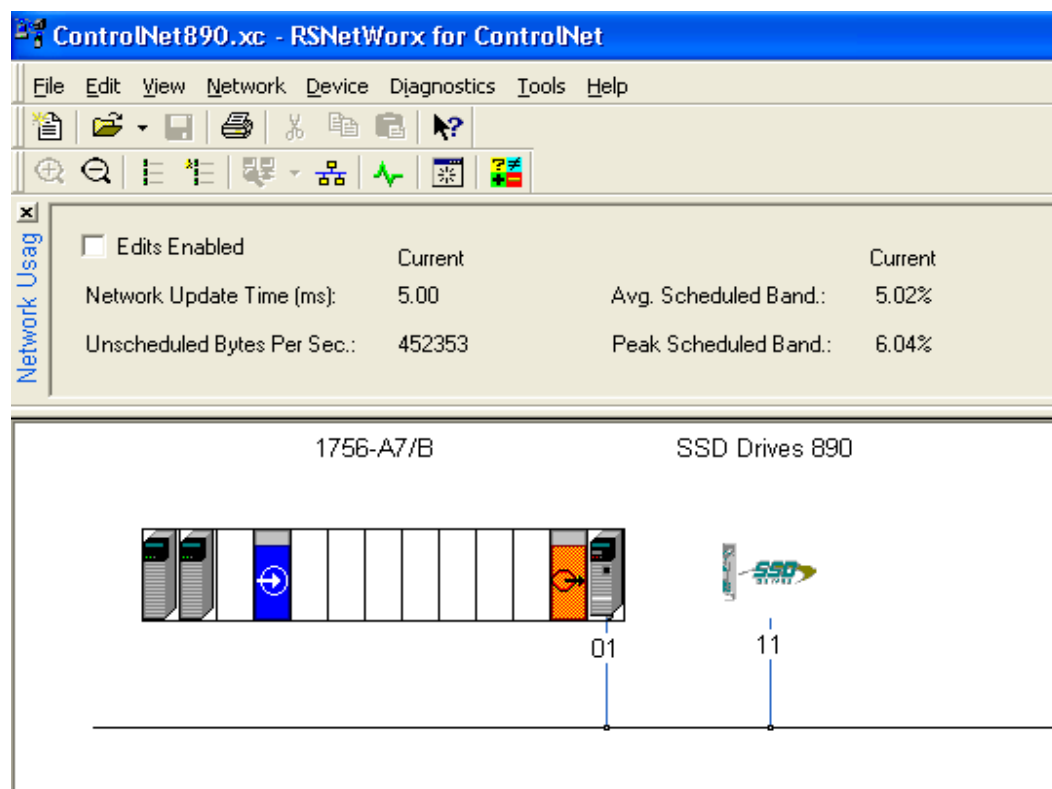 ControlNet890.xc - RSNetWorx for ControlNet
File Edit View Network Device Diagnostics Tools Help
Network Usag
Edits Enabled
Current
Current
Network Update Time (ms):
5.00
Avg. Scheduled Band.:
5.02%
Unscheduled Bytes Per Sec.:
452353
Peak Scheduled Band.:
6.04%
1756-A7/B
SSD Drives 890
SSD
01
11